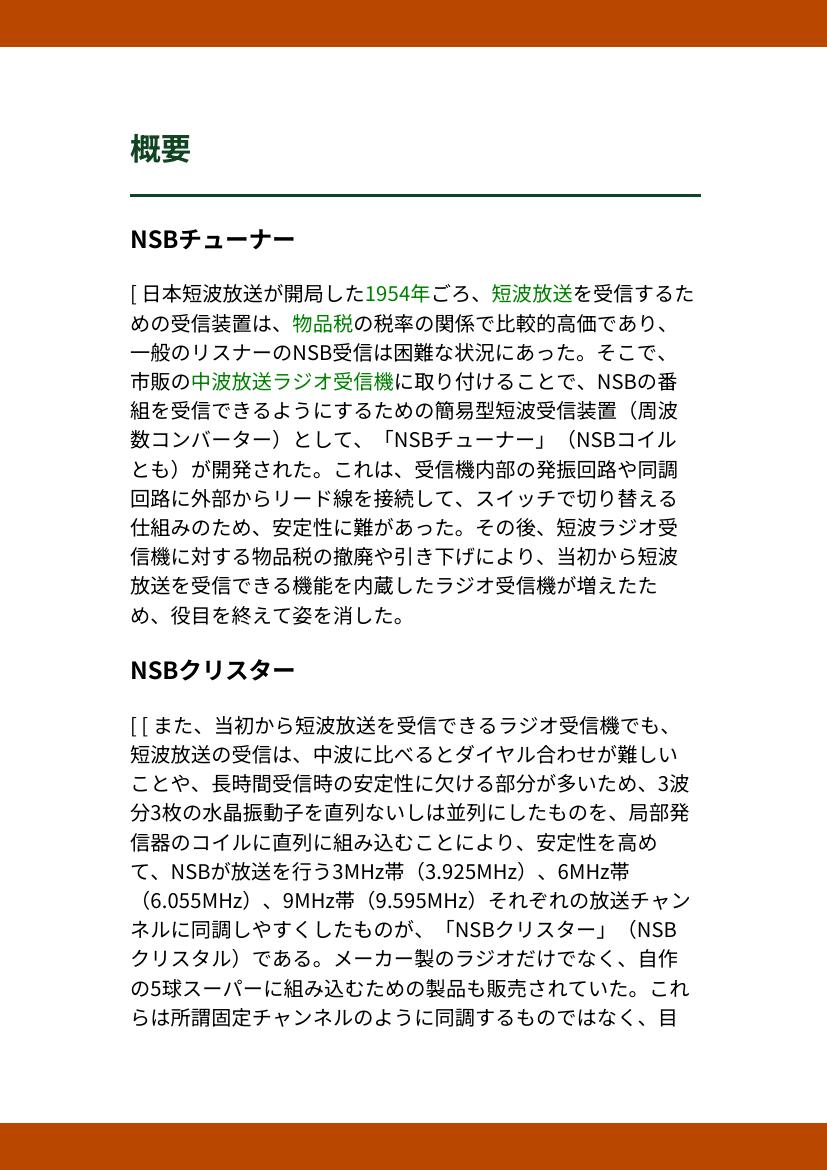 概要
NSBチューナー
[ 日本短波放送が開局した1954年ごろ、短波放送を受信するた
めの受信装置は、物品税の税率の関係で比較的高価であり、
一般のリスナーのNSB受信は困難な状況にあった。そこで、
市販の中波放送ラジオ受信機に取り付けることで、NSBの番
組を受信できるようにするための簡易型短波受信装置（周波
数コンバーター）として、「NSBチューナー」（NSBコイル
とも）が開発された。これは、受信機内部の発振回路や同調
回路に外部からリード線を接続して、スイッチで切り替える
仕組みのため、安定性に難があった。その後、短波ラジオ受
信機に対する物品税の撤廃や引き下げにより、当初から短波
放送を受信できる機能を内蔵したラジオ受信機が増えたた
め、役目を終えて姿を消した。
NSBクリスター
[ [ また、当初から短波放送を受信できるラジオ受信機でも、
短波放送の受信は、中波に比べるとダイヤル合わせが難しい
ことや、長時間受信時の安定性に欠ける部分が多いため、3波
分3枚の水晶振動子を直列ないしは並列にしたものを、局部発
信器のコイルに直列に組み込むことにより、安定性を高め
て、NSBが放送を行う3MHz帯（3.925MHz）、6MHz帯
（6.055MHz）、9MHz帯（9.595MHz）それぞれの放送チャン
ネルに同調しやすくしたものが、「NSBクリスター」（NSB
クリスタル）である。メーカー製のラジオだけでなく、自作
の5球スーパーに組み込むための製品も販売されていた。これ
らは所謂固定チャンネルのように同調するものではなく、目